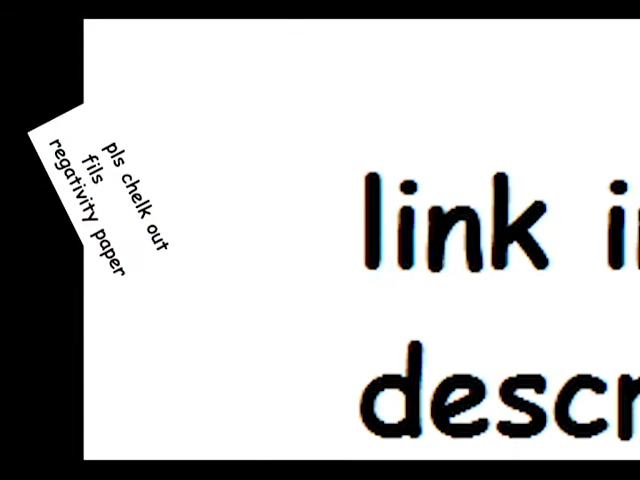 pls chelk out
fils
regativity paper
link i
descr